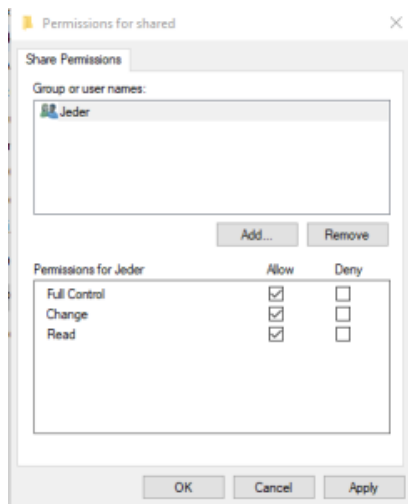 Permissions for shared
Share Permissions
Group or user names:
Jeder
Add... Remove
Permissions for Jeder Allow Deny
Full Control
Change
Read
OK Cancel Apply